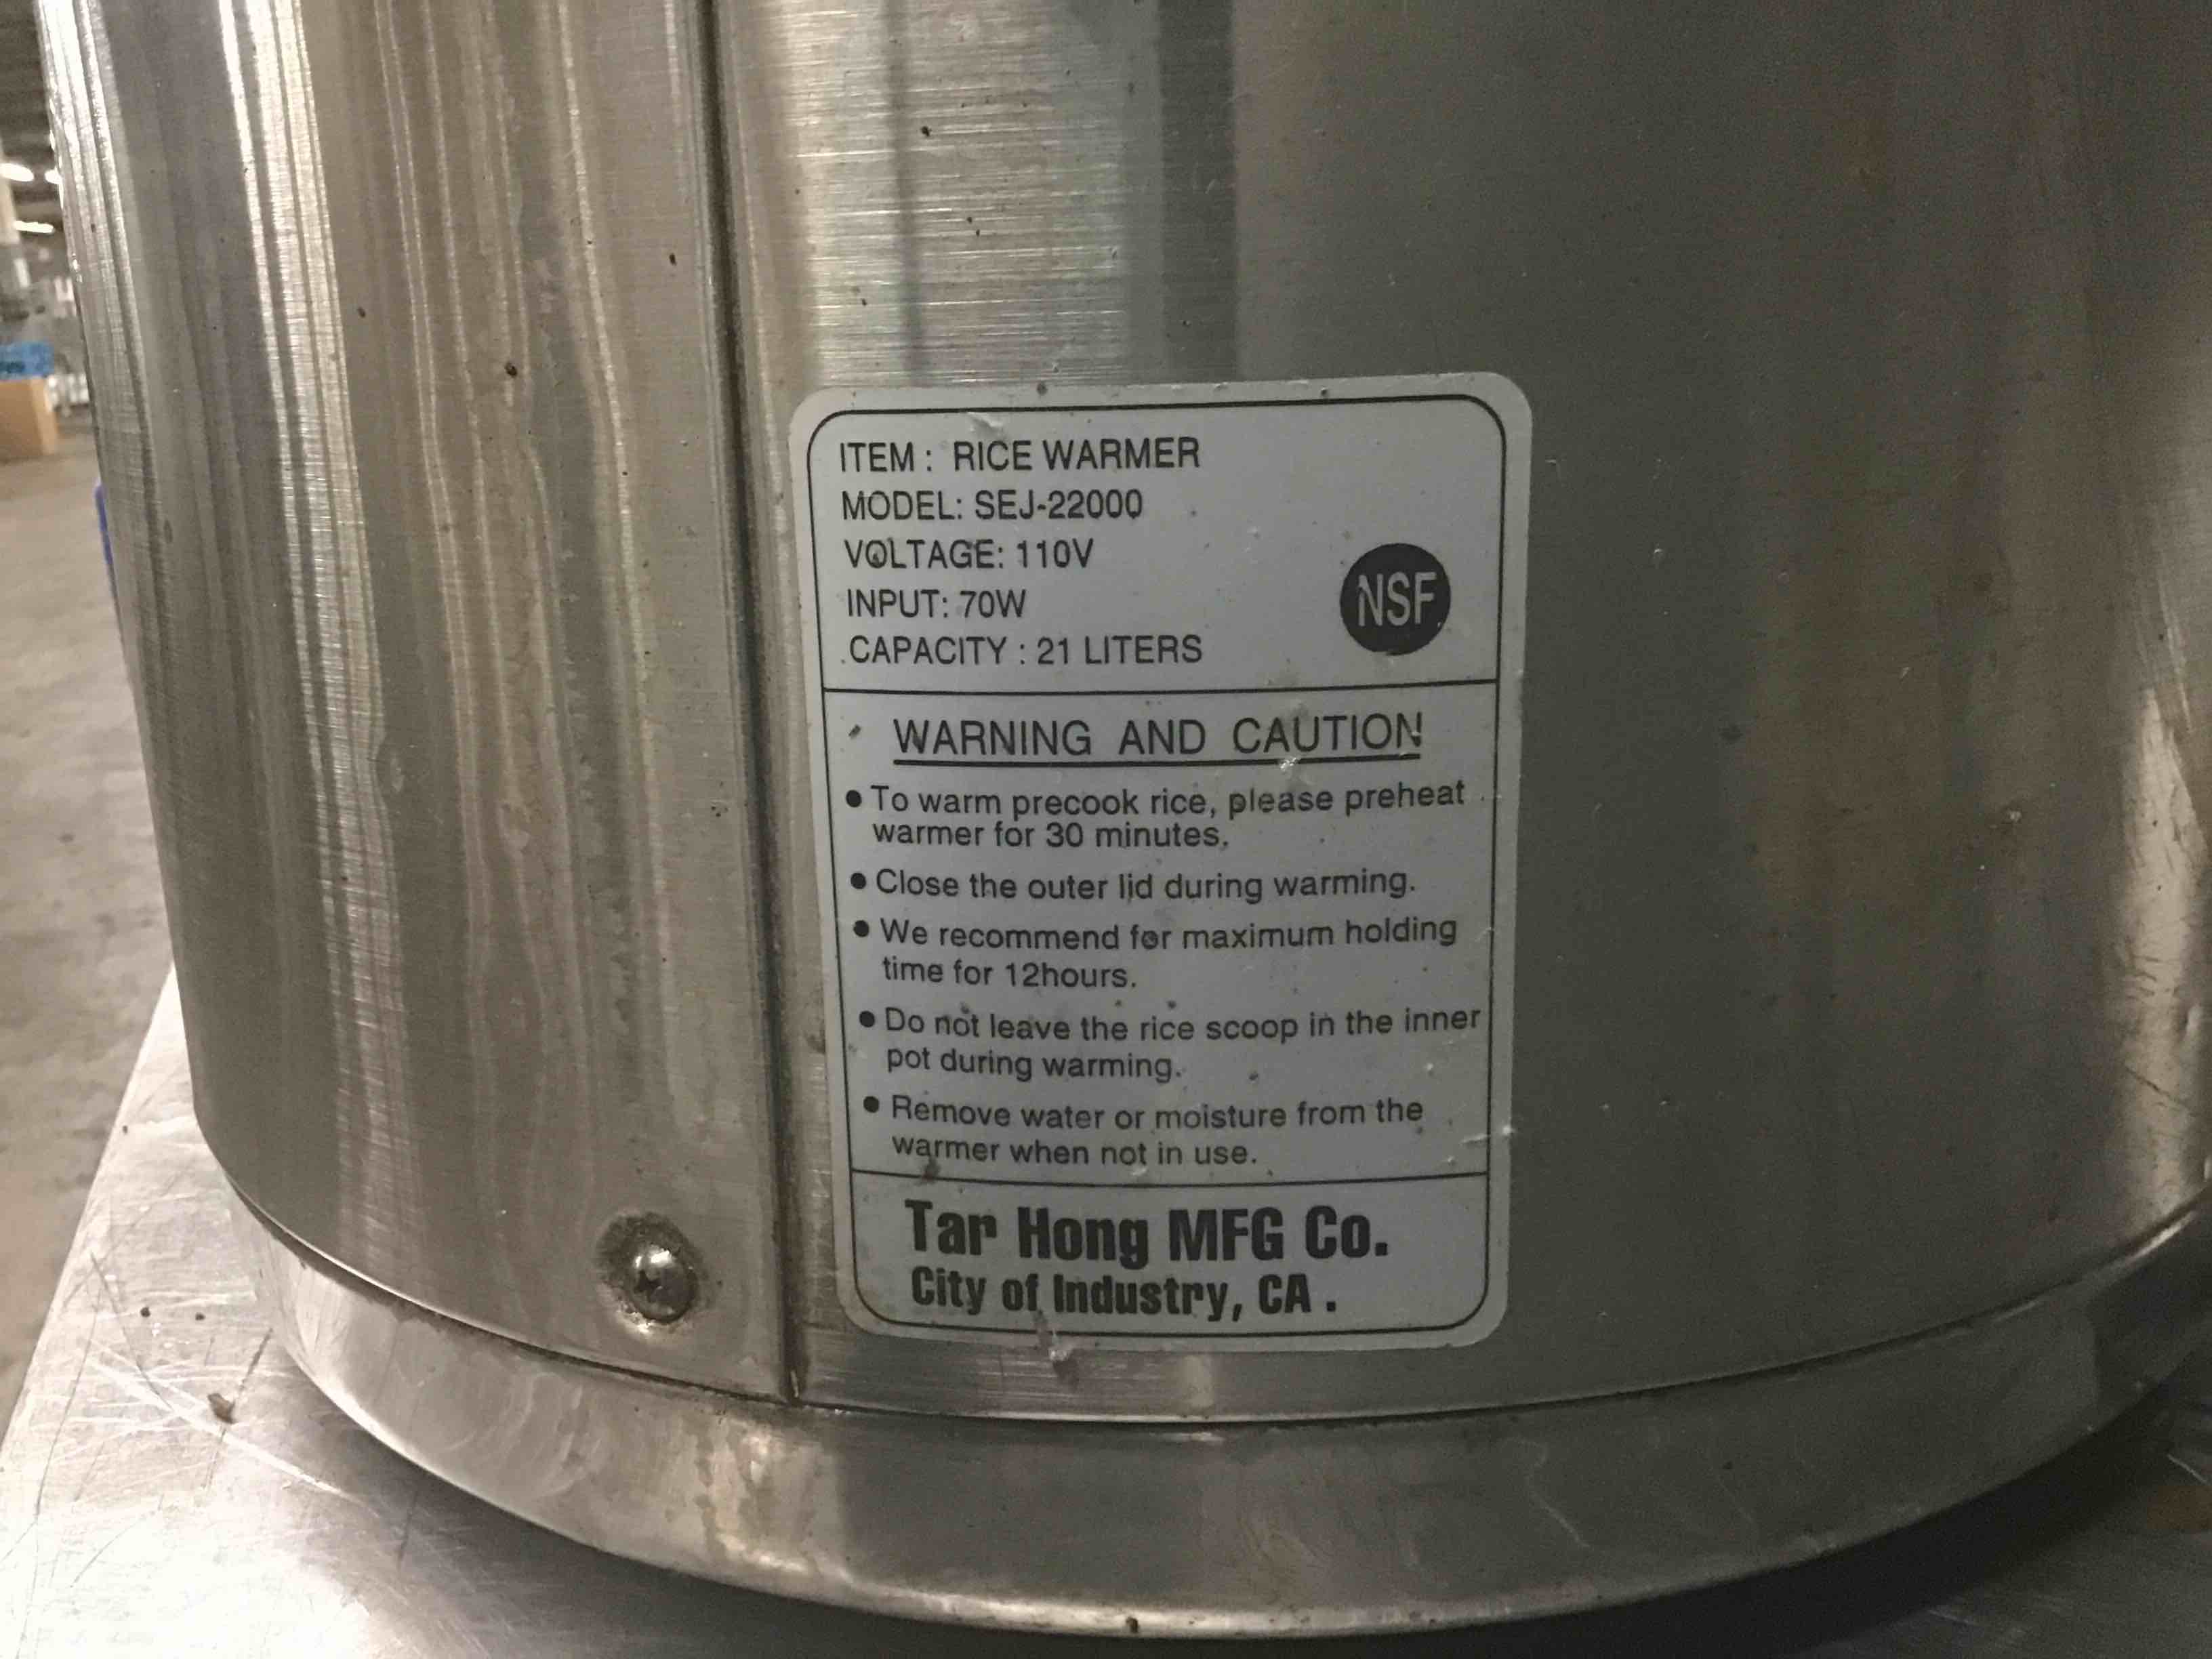 ITEM : RICE WARMER
MODEL: SEJ-22000
VOLTAGE: 110V
INPUT: 70W
CAPACITY : 21 LITERS
NSF
WARNING AND CAUTION
• To warm precook rice, please preheat
warmer for 30 minutes.
• Close the outer lid during warming.
• We recommend for maximum holding
time for 12hours.
• Do not leave the rice scoop in the inner
pot during warming.
• Remove water or moisture from the
warmer when not in use.
Tar Hong MFG Co.
City of Industry, CA .